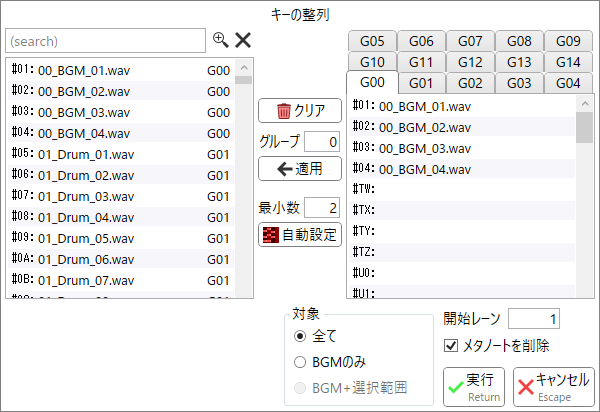 キーの整列
(search)
#01: 00_BGM_01.wav G00
#02: 00_BGM_02.wav G00
#03: 00_BGM_03.wav G00
#04: 00_BGM_04.wav G00
#05: 01_Drum_01.wav G01
#06: 01_Drum_02.wav G01
#07: 01_Drum_03.wav G01
#08: 01_Drum_04.wav G01
#09: 01_Drum_05.wav G01
#0A: 01_Drum_06.wav G01
#0B: 01_Drum_07.wav G01
クリア
グループ 0
適用
最小数 2
自動設定
G05 G06 G07 G08 G09
G10 G11 G12 G13 G14
G00 G01 G02 G03 G04
#01: 00_BGM_01.wav
#02: 00_BGM_02.wav
#03: 00_BGM_03.wav
#04: 00_BGM_04.wav
#TW:
#TX:
#TY:
#TZ:
#U0:
#U1:
対象
全て
BGMのみ
BGM+選択範囲
開始レーン 1
メタノートを削除
実行
Return
キャンセル
Escape